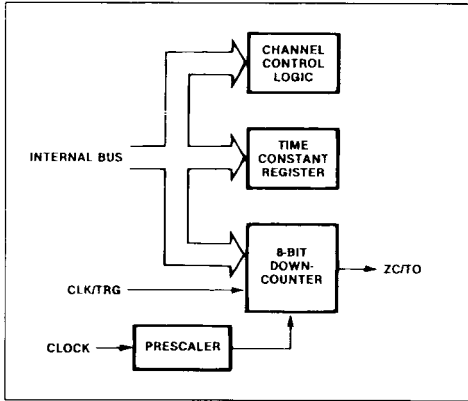 CHANNEL
CONTROL
LOGIC
INTERNAL BUS
TIME
CONSTANT
REGISTER
8-BIT
DOWN-
COUNTER
ZC/TO
CLK/TRG
CLOCK
PRESCALER